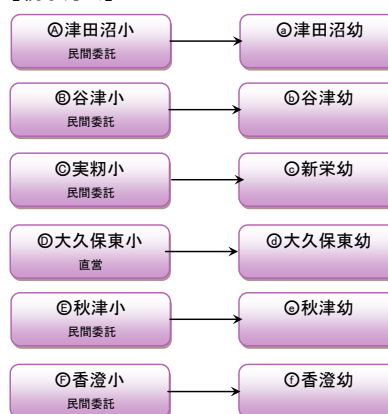 Ⓐ津田沼小
民間委託
ⓐ津田沼幼
Ⓑ谷津小
民間委託
ⓑ谷津幼
Ⓒ実籾小
民間委託
ⓒ新栄幼
Ⓓ大久保東小
直営
ⓓ大久保東幼
Ⓔ秋津小
民間委託
ⓔ秋津幼
Ⓕ香澄小
民間委託
ⓕ香澄幼